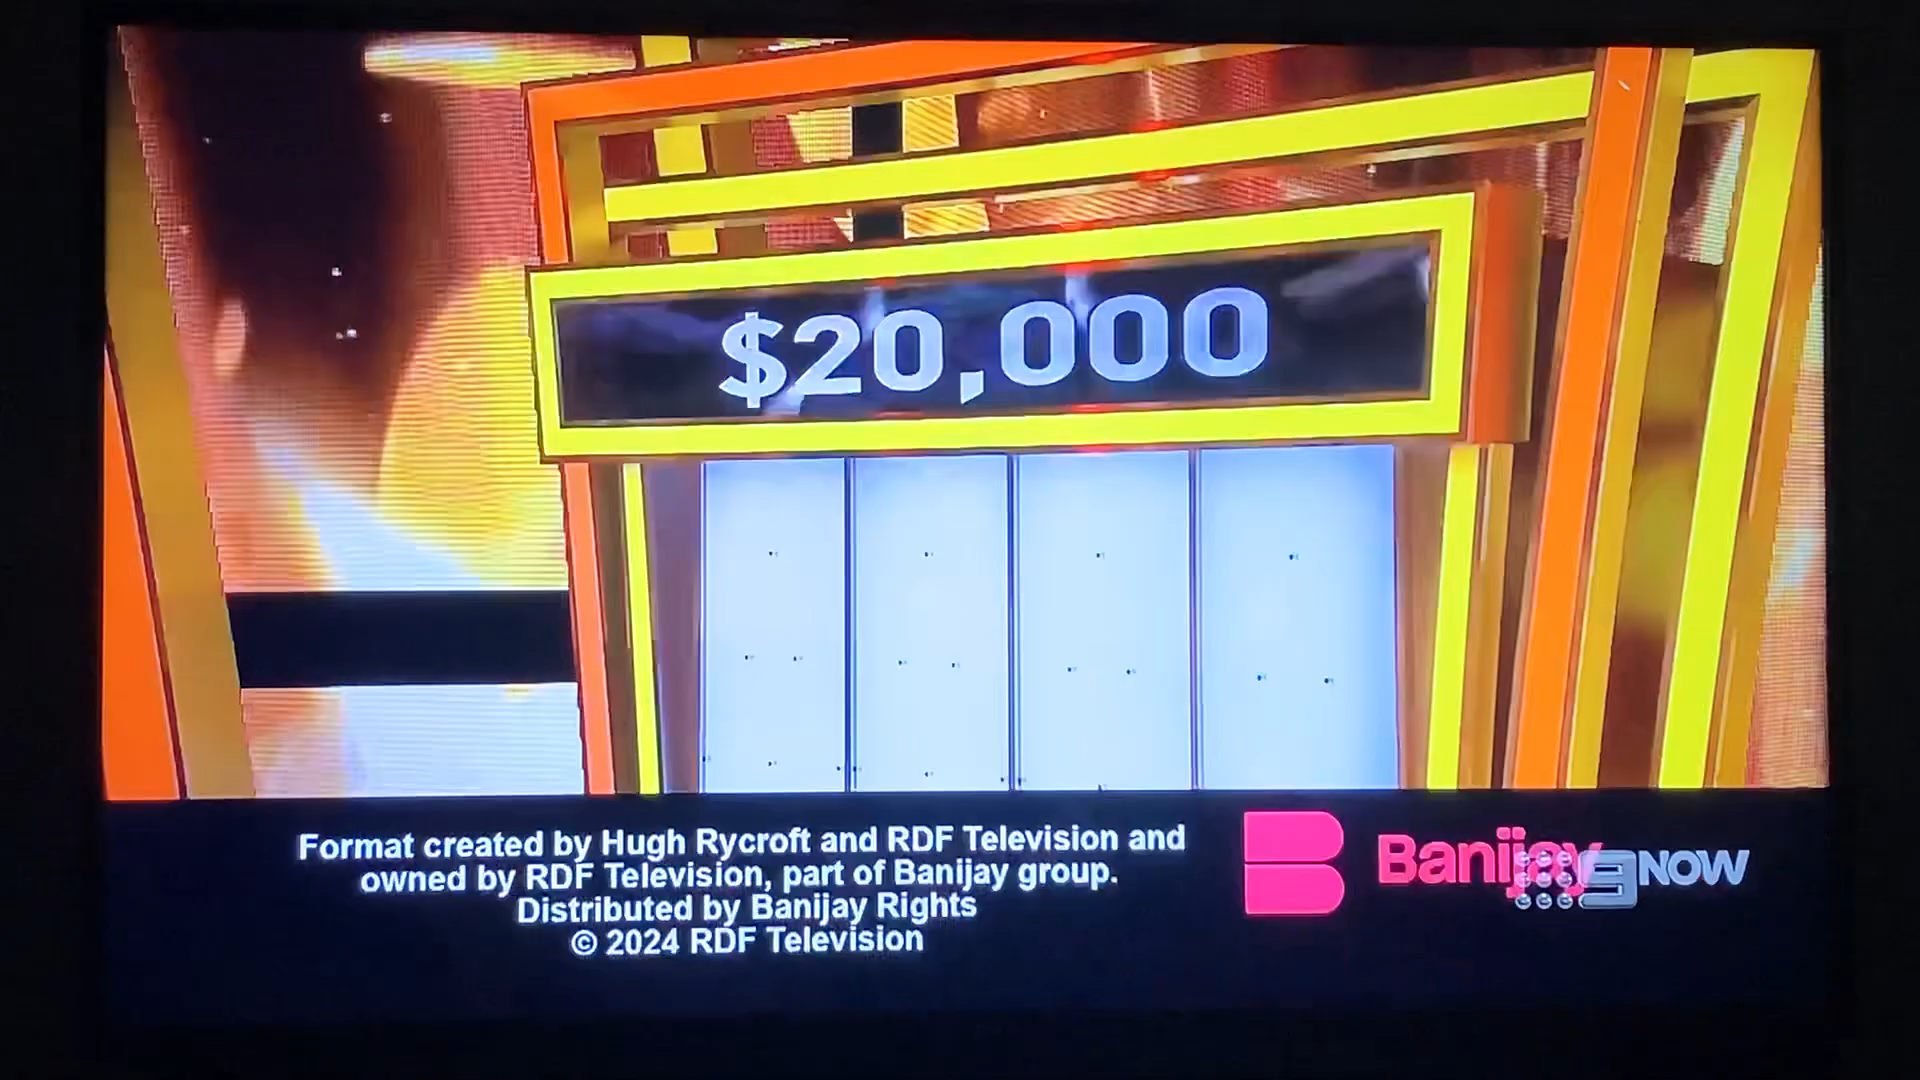 $20,000
Format created by Hugh Rycroft and RDF Television and
owned by RDF Television, part of Banijay group.
Distributed by Banijay Rights
© 2024 RDF Television
Banijay
9NOW